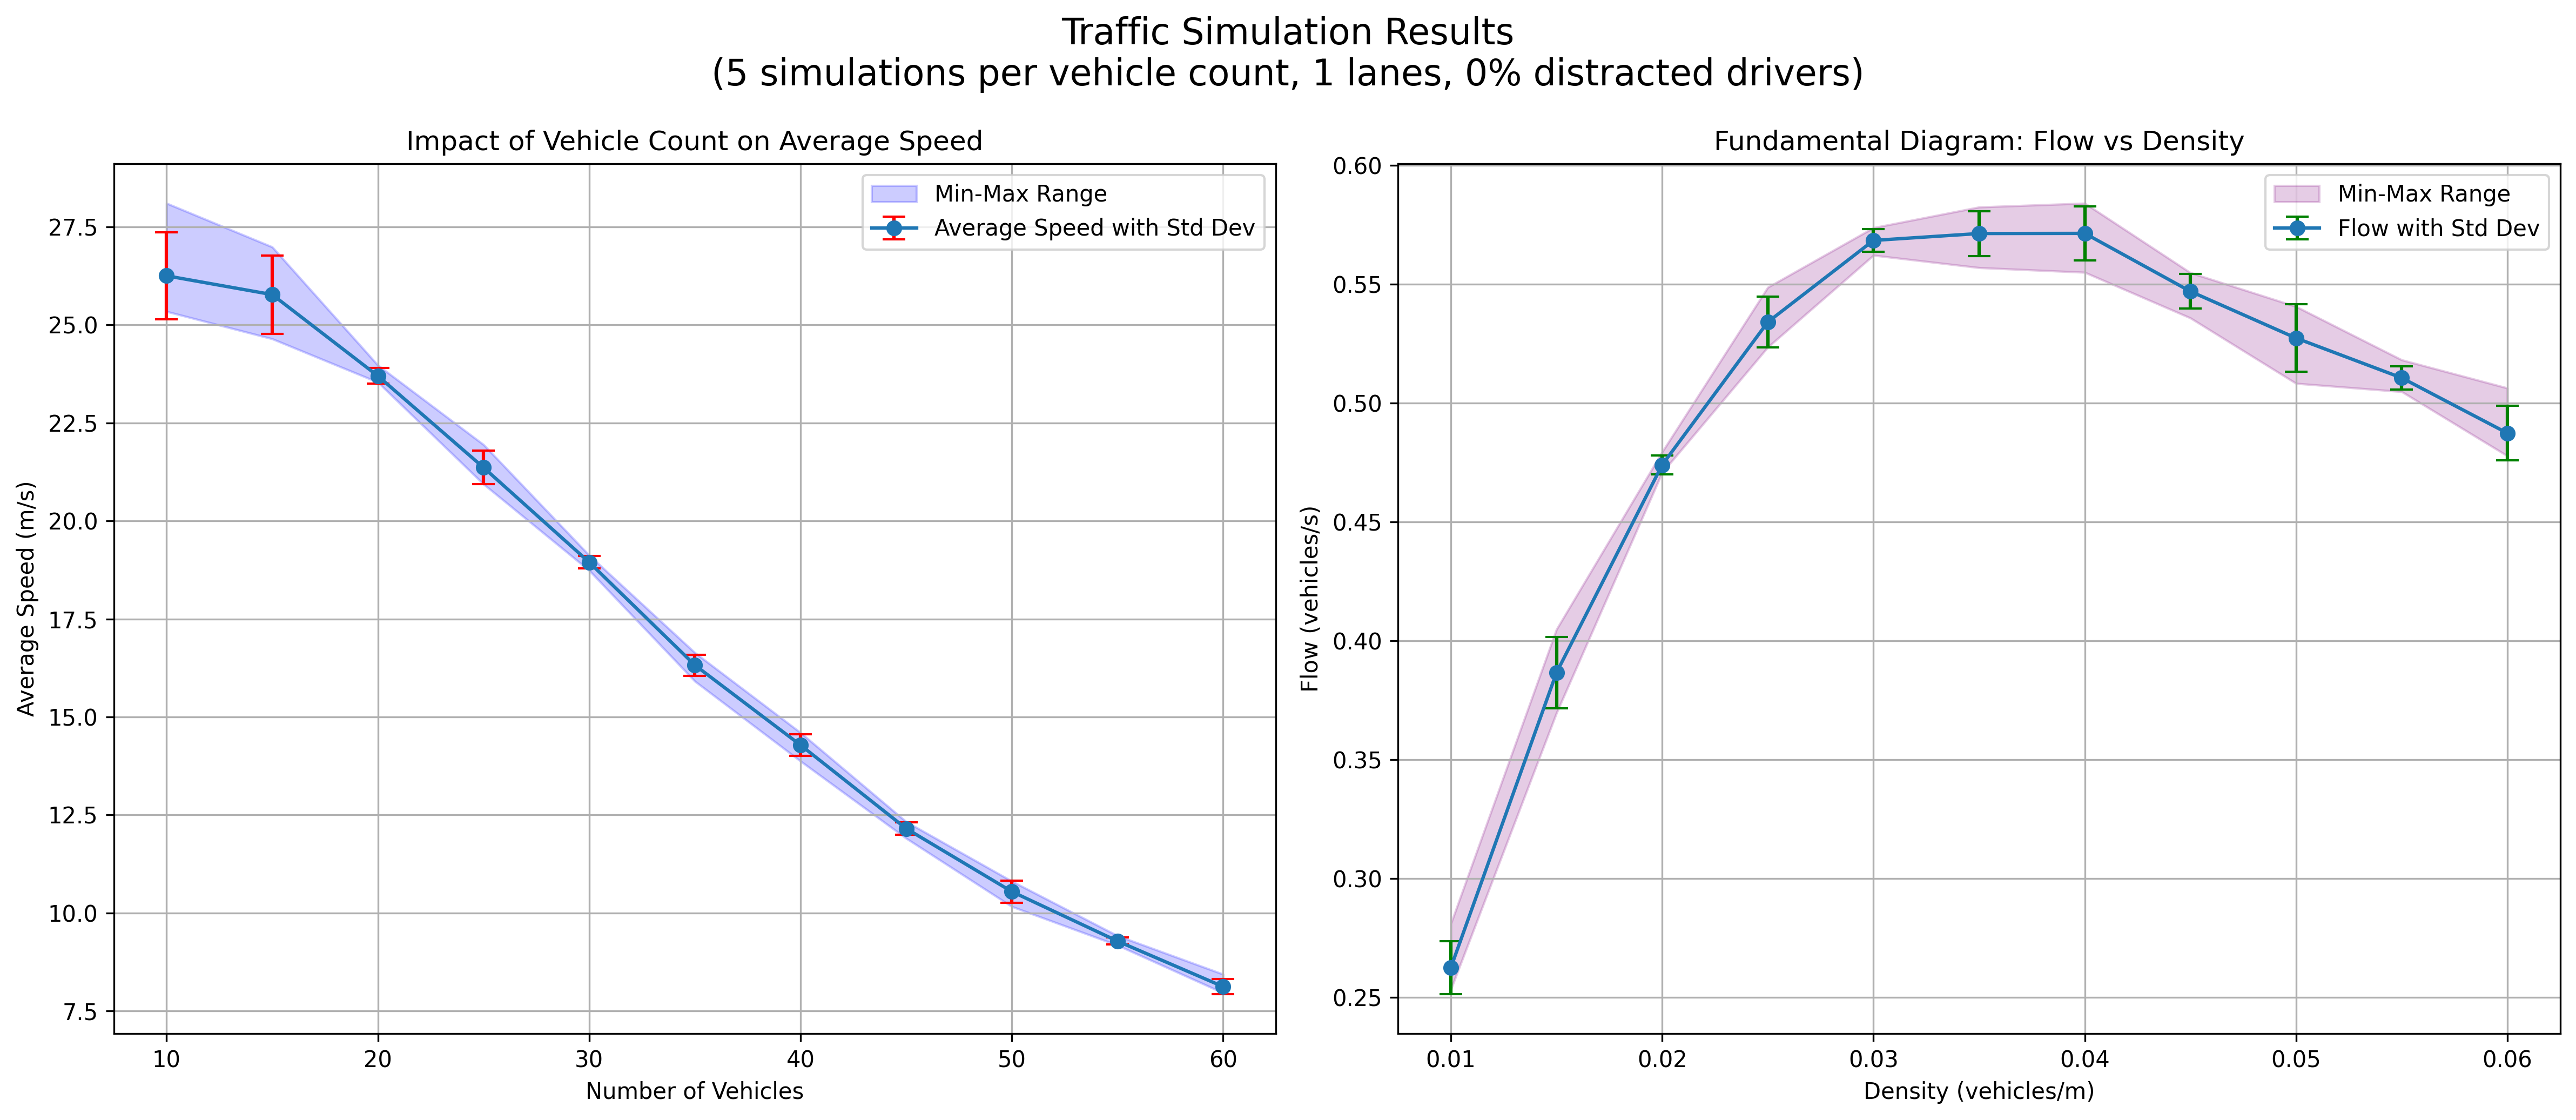 Traffic Simulation Results
(5 simulations per vehicle count, 1 lanes, 0% distracted drivers)
Impact of Vehicle Count on Average Speed
Min-Max Range
Average Speed with Std Dev
Average Speed (m/s)
27.5
25.0
22.5
20.0
17.5
15.0
12.5
10.0
7.5
10 20 30 40 50 60
Number of Vehicles
Fundamental Diagram: Flow vs Density
Min-Max Range
Flow with Std Dev
Flow (vehicles/s)
0.60
0.55
0.50
0.45
0.40
0.35
0.30
0.25
0.01 0.02 0.03 0.04 0.05 0.06
Density (vehicles/m)